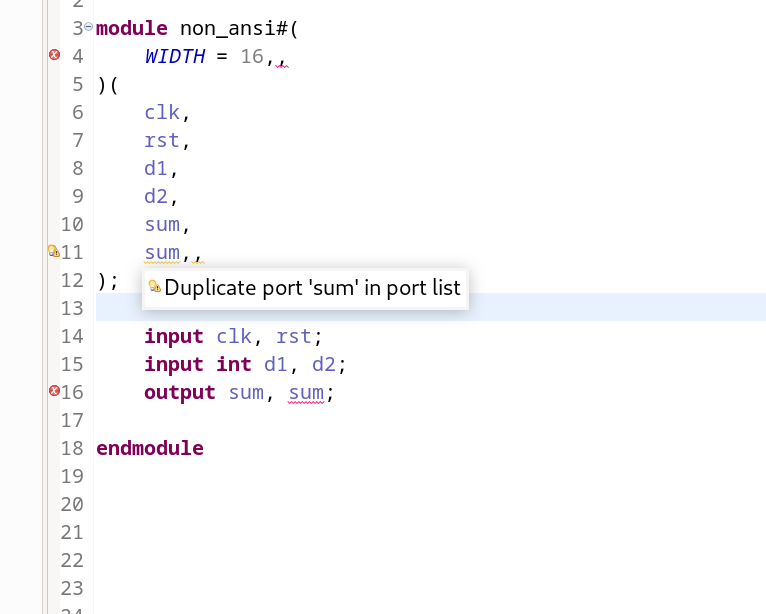 2
3 module non_ansi#(
4 WIDTH = 16,,
5 )(
6 clk,
7 rst,
8 d1,
9 d2,
10 sum,
11 sum,,
12 );
Duplicate port 'sum' in port list
13
14 input clk, rst;
15 input int d1, d2;
16 output sum, sum;
17
18 endmodule
19
20
21
22
23
24